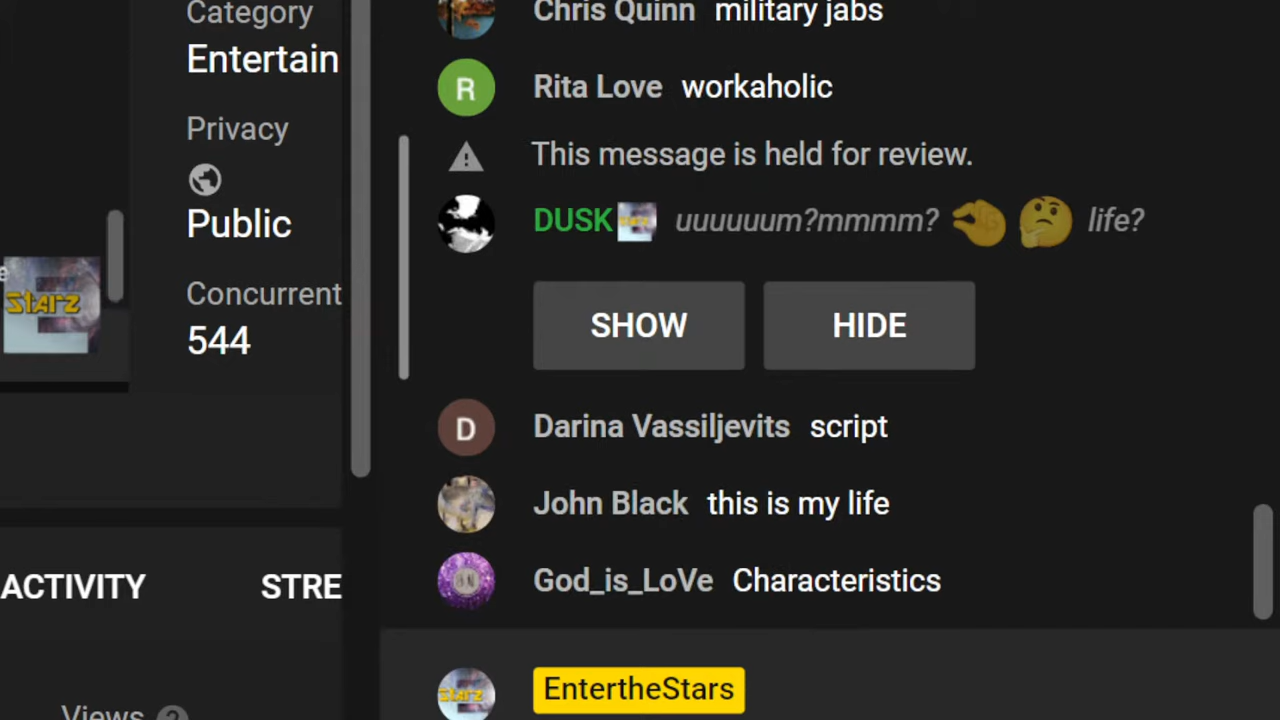 Category
Entertain
Privacy
Public
Concurrent
544
Starz
ACTIVITY STRE
Views
Chris Quinn military jabs
R Rita Love workaholic
This message is held for review.
DUSK uuuuuum?mmmm? life?
SHOW HIDE
D Darina Vassiljevits script
John Black this is my life
God_is_LoVe Characteristics
Starz EntertheStars